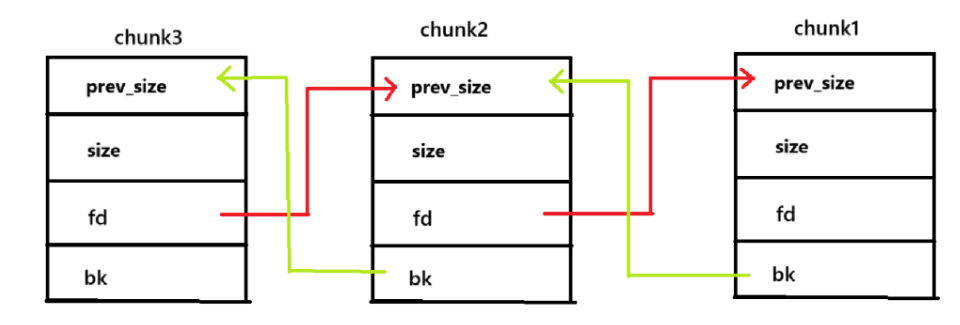 chunk3
prev_size
size
fd
bk
chunk2
prev_size
size
fd
bk
chunk1
prev_size
size
fd
bk